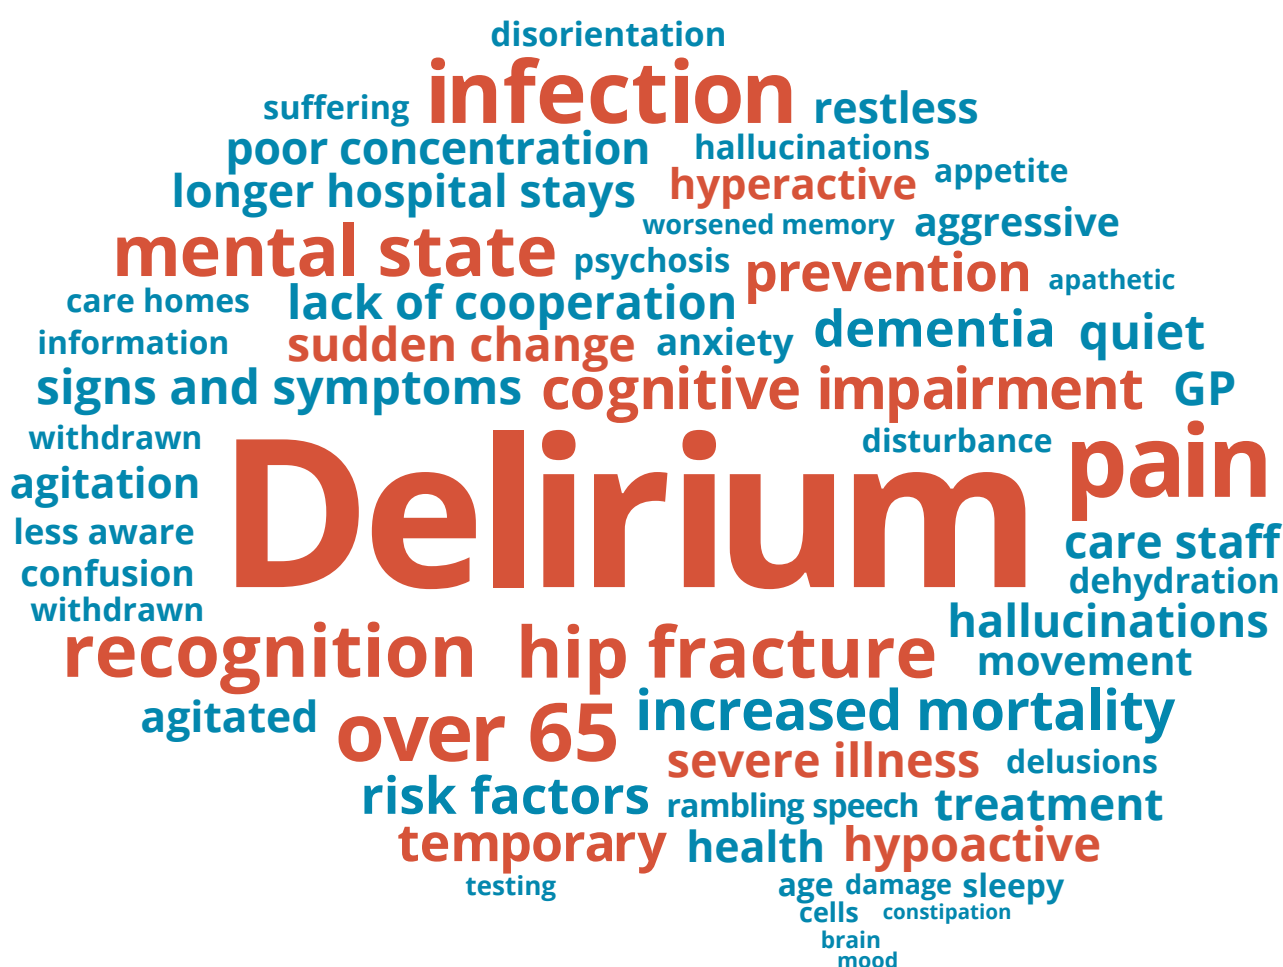 disorientation
infection
suffering
restless
poor concentration
hallucinations
appetite
longer hospital stays
hyperactive
worsened memory
aggressive
mental state
psychosis
prevention
apathetic
care homes
lack of cooperation
dementia
quiet
information
sudden change
anxiety
signs and symptoms
cognitive impairment
GP
withdrawn
Delirium
disturbance
pain
agitation
less aware
care staff
confusion
dehydration
withdrawn
hallucinations
recognition
hip fracture
movement
agitated
over 65
increased mortality
severe illness
delusions
risk factors
rambling speech
treatment
temporary
health
hypoactive
testing
age
damage
sleepy
cells
constipation
brain
mood